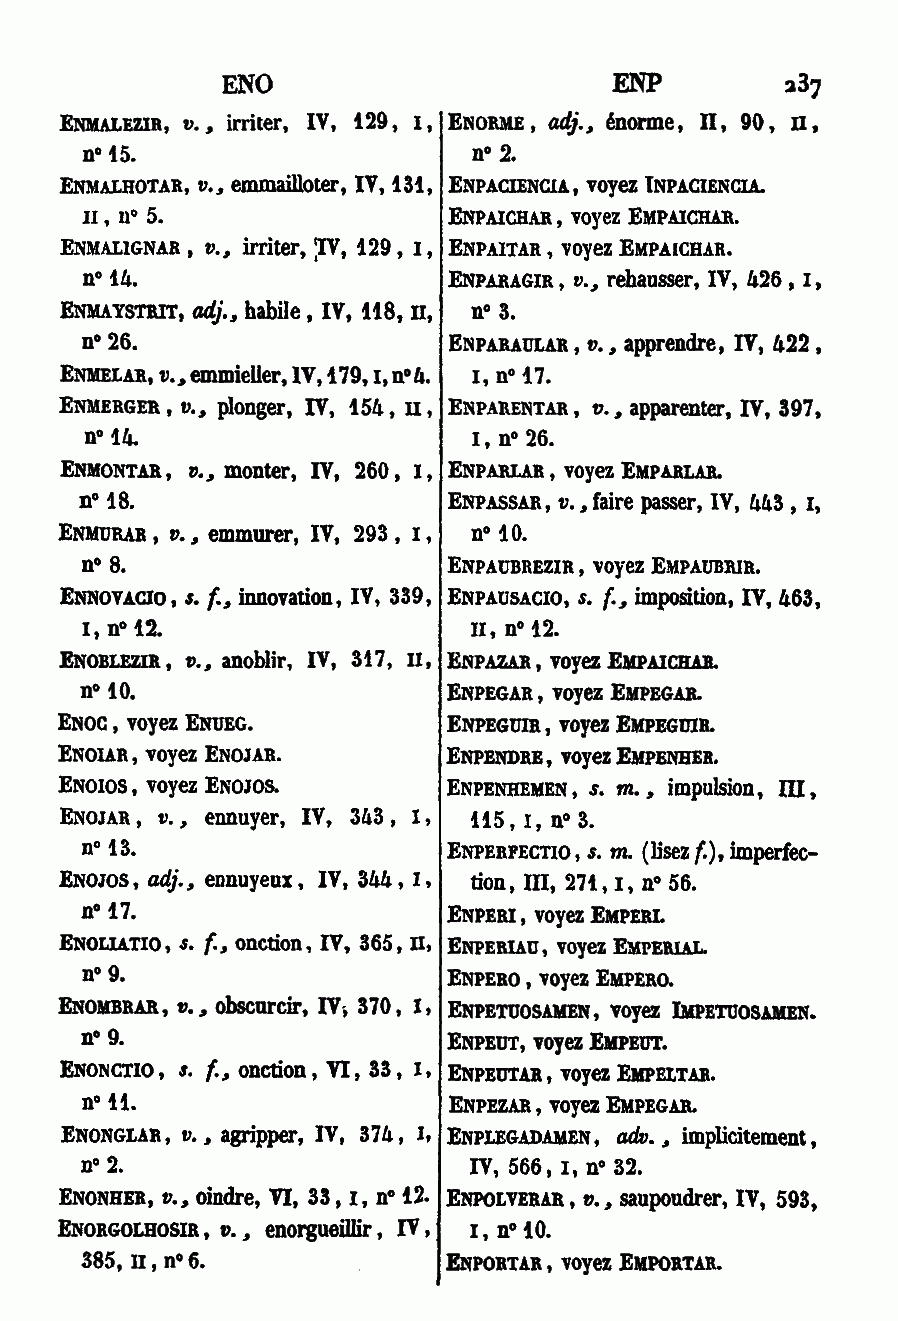 ENO
ENP 237
ENMALEZIR, v., irriter, IV, 129, I,
n° 15.
ENMALHOTAR, v., emmailloter, IV, 131,
II, n° 5.
ENMALIGNAR, v., irriter, IV, 129, I,
n° 14.
ENMAYSTRIT, adj., habile, IV, 118, II,
n° 26.
ENMELAR, v., emmieller, IV, 179, I, n° 4.
ENMERGER, v., plonger, IV, 154, II,
n° 14.
ENMONTAR, v., monter, IV, 260, I,
n° 18.
ENMURAR, v., emmurer, IV, 293, I,
n° 8.
ENNOVACIO, s. f., innovation, IV, 339,
I, n° 12.
ENOBLEZIR, v., anoblir, IV, 317, II,
n° 10.
ENOC, voyez ENUEG.
ENOIAR, voyez ENOJAR.
ENOIOS, voyez ENOJOS.
ENOJAR, v., ennuyer, IV, 343, I,
n° 13.
ENOJOS, adj., ennuyeux, IV, 344, I,
n° 17.
ENOLIATIO, s. f., onction, IV, 365, II,
n° 9.
ENOMBRAR, v., obscurcir, IV, 370, I,
n° 9.
ENONCTIO, s. f., onction, VI, 33, I,
n° 11.
ENONGLAR, v., agripper, IV, 374, I,
n° 2.
ENONHER, v., oindre, VI, 33, I, n° 12.
ENORGOLHOSIR, v., enorgueillir, IV,
385, II, n° 6.
ENORME, adj., énorme, II, 90, II,
n° 2.
ENPACIENCIA, voyez INPACIENCIA.
ENPAICHAR, voyez EMPAICHAR.
ENPAITAR, voyez EMPAICHAR.
ENPARAGIR, v., rehausser, IV, 426, I,
n° 3.
ENPARAULAR, v., apprendre, IV, 422,
I, n° 17.
ENPARENTAR, v., apparenter, IV, 397,
I, n° 26.
ENPARLAR, voyez EMPARLAR.
ENPASSAR, v., faire passer, IV, 443, I,
n° 10.
ENPAUBREZIR, voyez EMPAUBRIR.
ENPAUSACIO, s. f., imposition, IV, 463,
II, n° 12.
ENPAZAR, voyez EMPAICHAR.
ENPEGAR, voyez EMPEGAR.
ENPEGUIR, voyez EMPEGUIR.
ENPENDRE, voyez EMPENHER.
ENPENHEMEN, s. m., impulsion, III,
115, I, n° 3.
ENPERFECTIO, s. m. (lisez f.), imperfec-
tion, III, 271, I, n° 56.
ENPERI, voyez EMPERI.
ENPERIAU, voyez EMPERIAL.
ENPERO, voyez EMPERO.
ENPETUOSAMEN, voyez IMPETUOSAMEN.
ENPEUT, voyez EMPEUT.
ENPEUTAR, voyez EMPELTAR.
ENPEZAR, voyez EMPEGAR.
ENPLEGADAMEN, adv., implicitement,
IV, 566, I, n° 32.
ENPOLVERAR, v., saupoudrer, IV, 593,
I, n° 10.
ENPORTAR, voyez EMPORTAR.